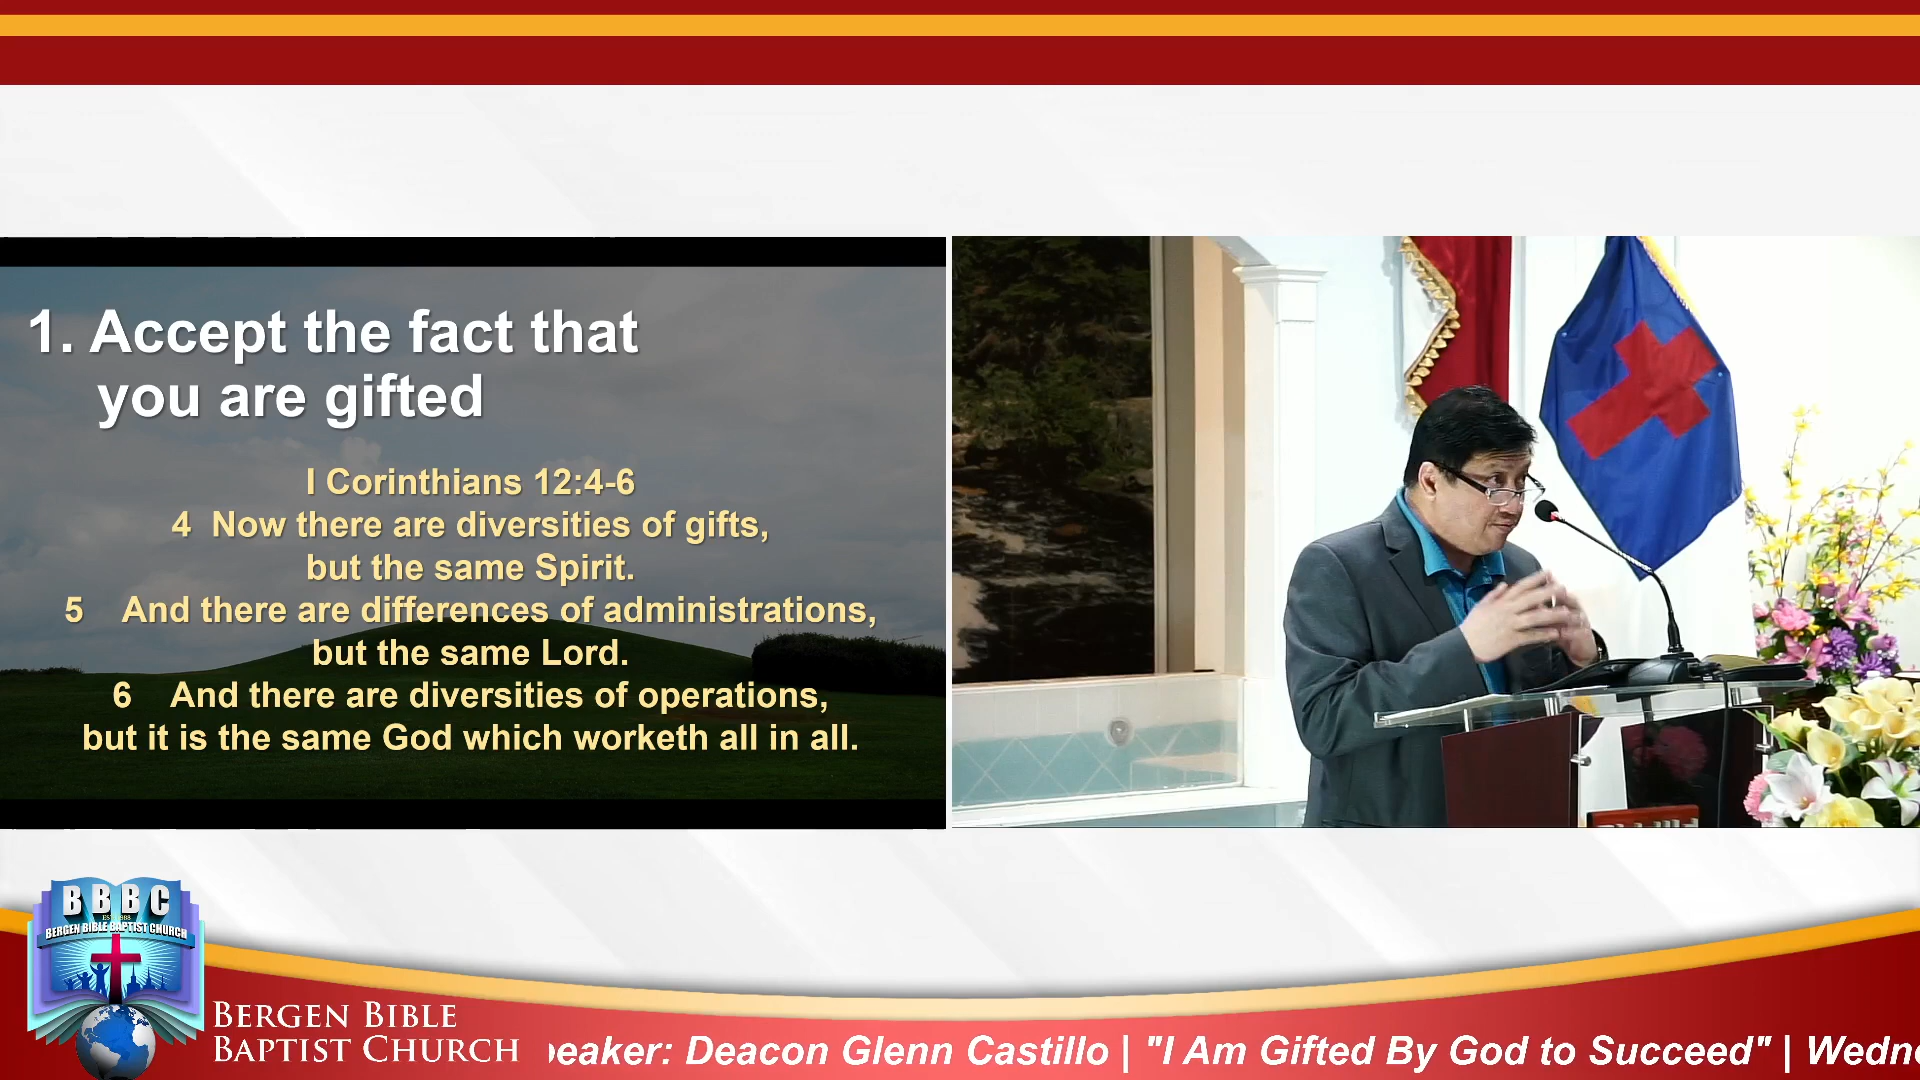 1. Accept the fact that
you are gifted
I Corinthians 12:4-6
4 Now there are diversities of gifts,
but the same Spirit.
5 And there are differences of administrations,
but the same Lord.
6 And there are diversities of operations,
but it is the same God which worketh all in all.
BBBC
BERGEN BIBLE BAPTIST CHURCH
BERGEN BIBLE
BAPTIST CHURCH
peaker: Deacon Glenn Castillo | "I Am Gifted By God to Succeed" | Wedn